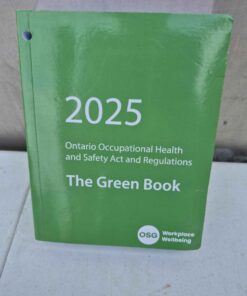 2025
Ontario Occupational Health
and Safety Act and Regulations
The Green Book
OSG Workplace
Wellbeing